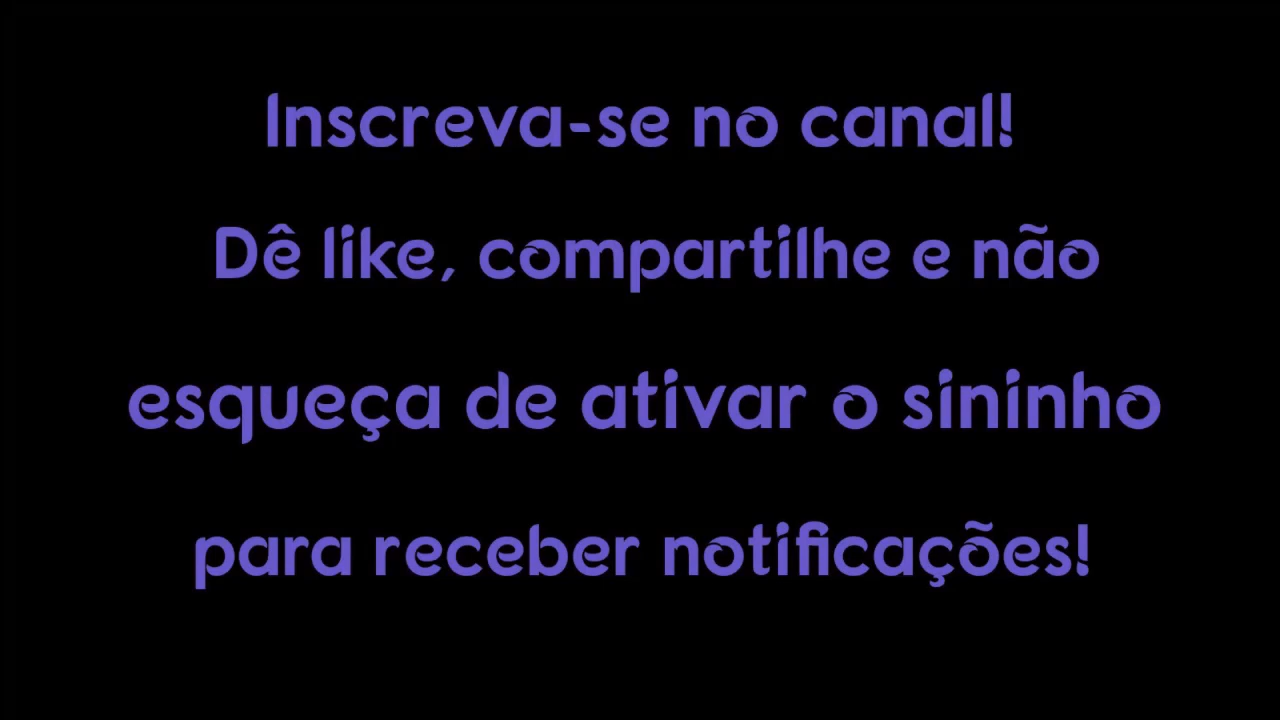 Inscreva-se no canal!
Dê like, compartilhe e não
esqueça de ativar o sininho
para receber notificações!